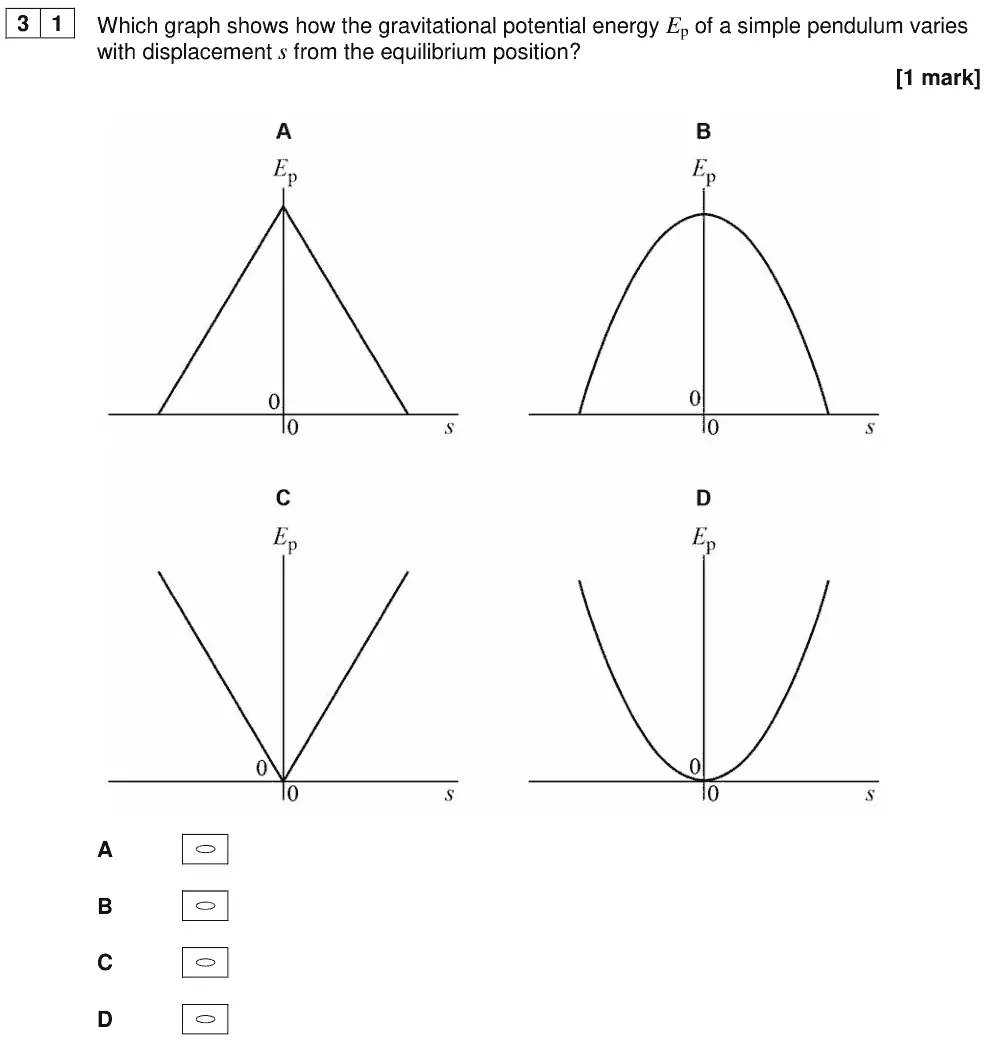 3 1 Which graph shows how the gravitational potential energy Ep of a simple pendulum varies
with displacement s from the equilibrium position?
[1 mark]
A B
Ep Ep
0 0
0 s 0 s
C D
Ep Ep
0 0
0 s 0 s
A
B
C
D